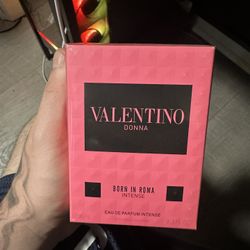 VALENTINO
DONNA
BORN IN ROMA
INTENSE
EAU DE PARFUM INTENSE